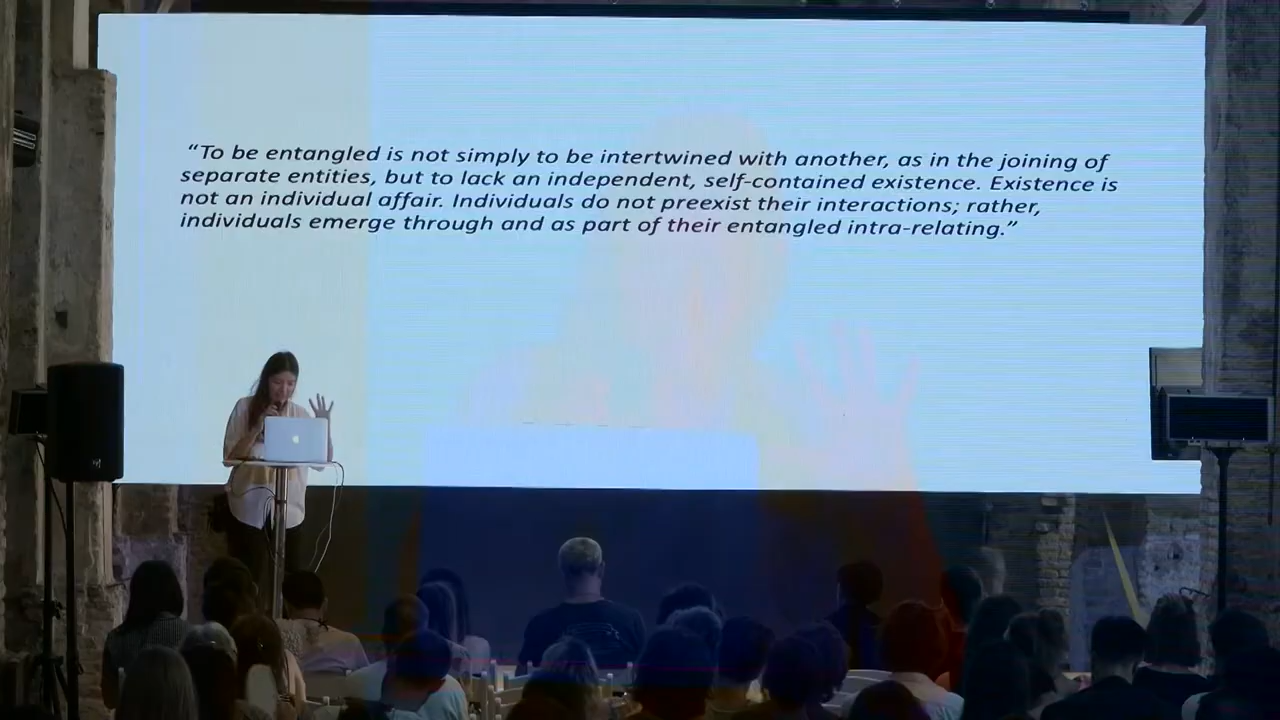 “To be entangled is not simply to be intertwined with another, as in the joining of
separate entities, but to lack an independent, self-contained existence. Existence is
not an individual affair. Individuals do not preexist their interactions; rather,
individuals emerge through and as part of their entangled intra-relating.”